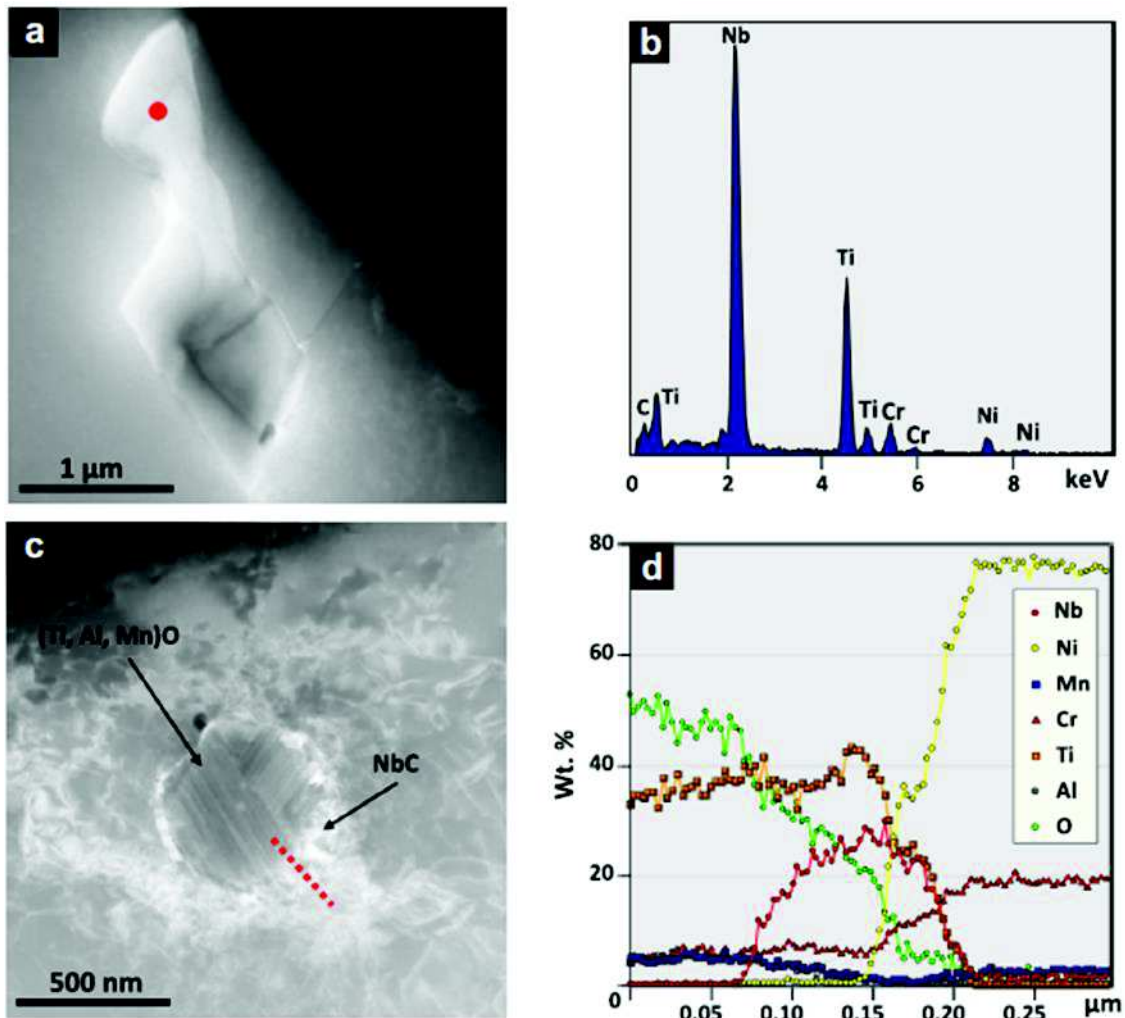 a
1 µm
b
Nb
Ti
C Ti
Ti Cr
Cr
Ni
Ni
0 2 4 6 8 keV
c
(Ti, Al, Mn)O
NbC
500 nm
d
80
60
40
20
0
Wt. %
Nb
Ni
Mn
Cr
Ti
Al
O
0.05 0.10 0.15 0.20 0.25 µm